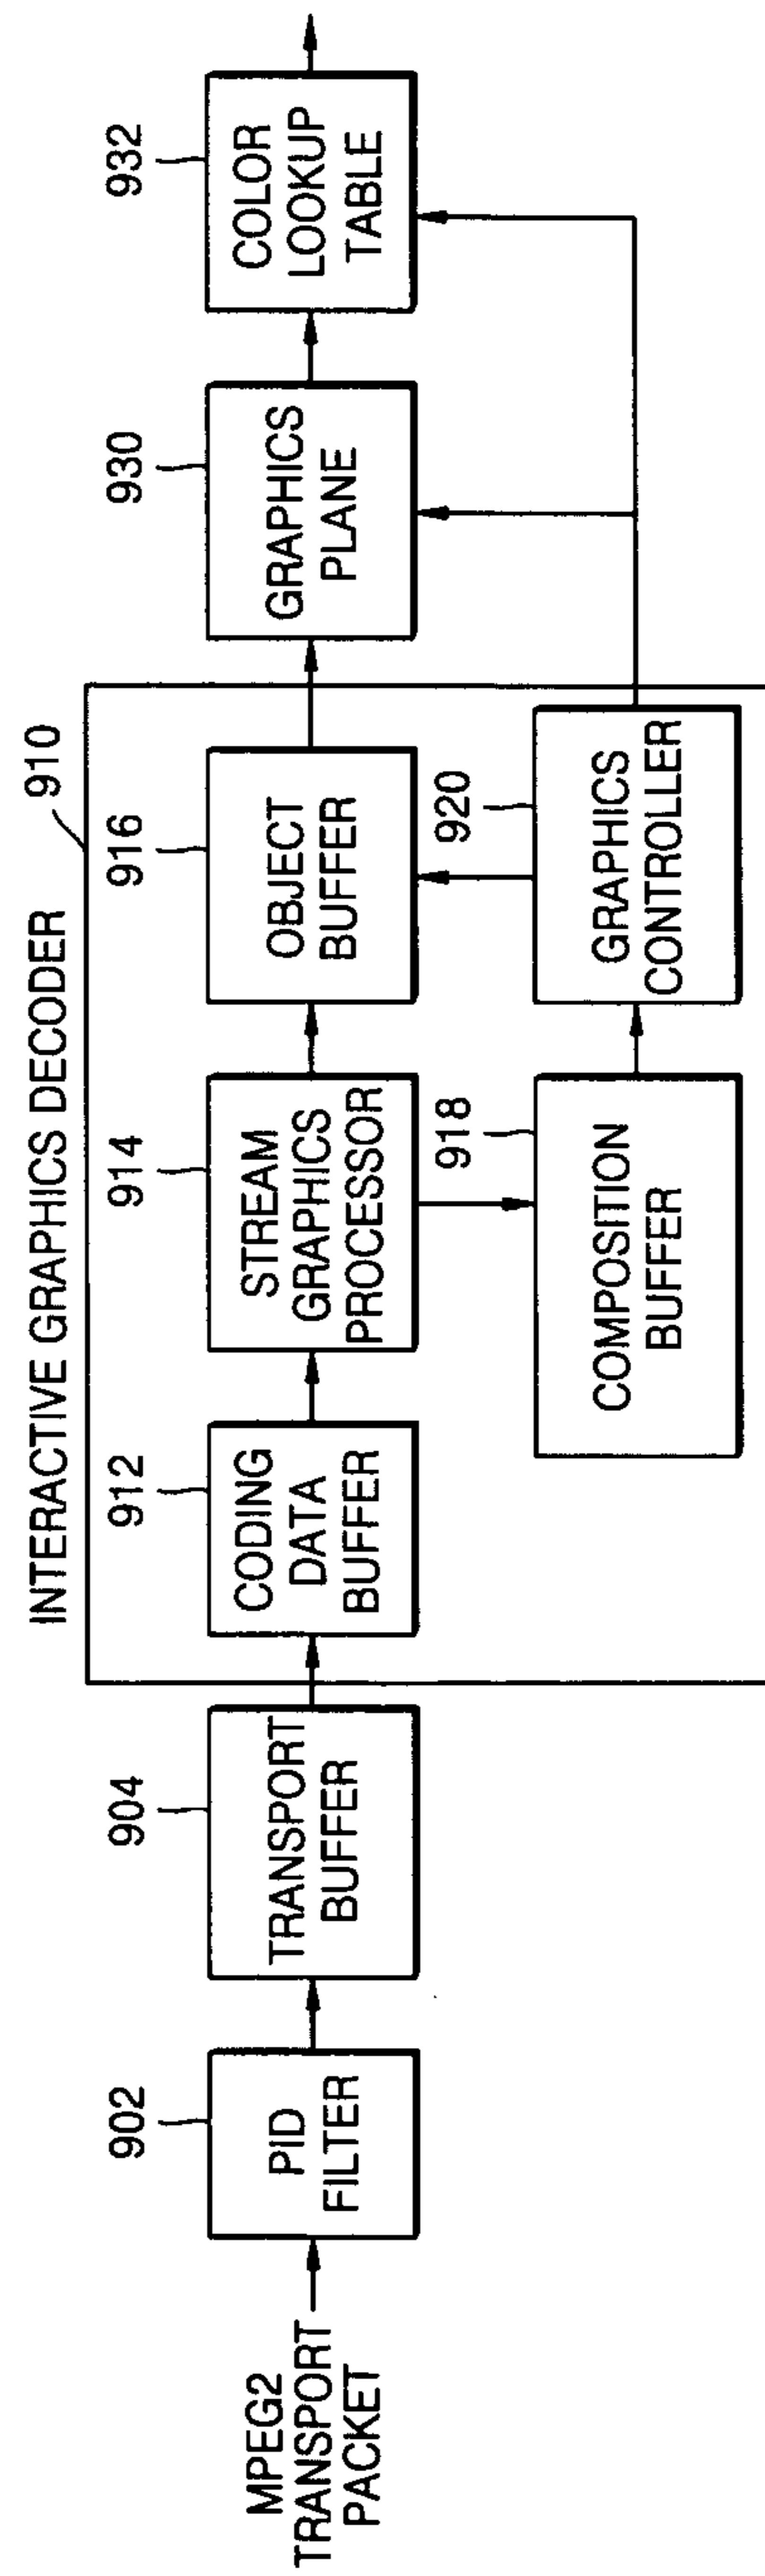 INTERACTIVE GRAPHICS DECODER
910
MPEG2
TRANSPORT
PACKET
902
PID
FILTER
904
TRANSPORT
BUFFER
912
CODING
DATA
BUFFER
914
STREAM
GRAPHICS
PROCESSOR
916
OBJECT
BUFFER
930
GRAPHICS
PLANE
932
COLOR
LOOKUP
TABLE
918
COMPOSITION
BUFFER
920
GRAPHICS
CONTROLLER